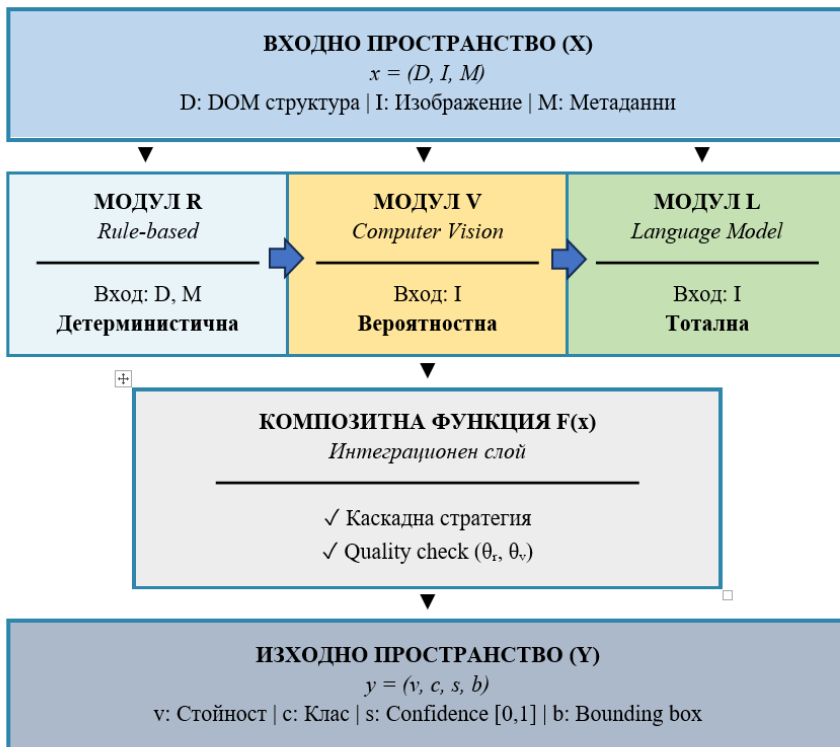 ВХОДНО ПРОСТРАНСТВО (X)
x = (D, I, M)
D: DOM структура | I: Изображение | M: Метаданни
МОДУЛ R
Rule-based
Вход: D, M
Детерминистична
МОДУЛ V
Computer Vision
Вход: I
Вероятностна
МОДУЛ L
Language Model
Вход: I
Тотална
КОМПОЗИТНА ФУНКЦИЯ F(x)
Интеграционен слой
✓ Каскадна стратегия
✓ Quality check (θᵣ, θᵥ)
ИЗХОДНО ПРОСТРАНСТВО (Y)
y = (v, c, s, b)
v: Стойност | c: Клас | s: Confidence [0,1] | b: Bounding box